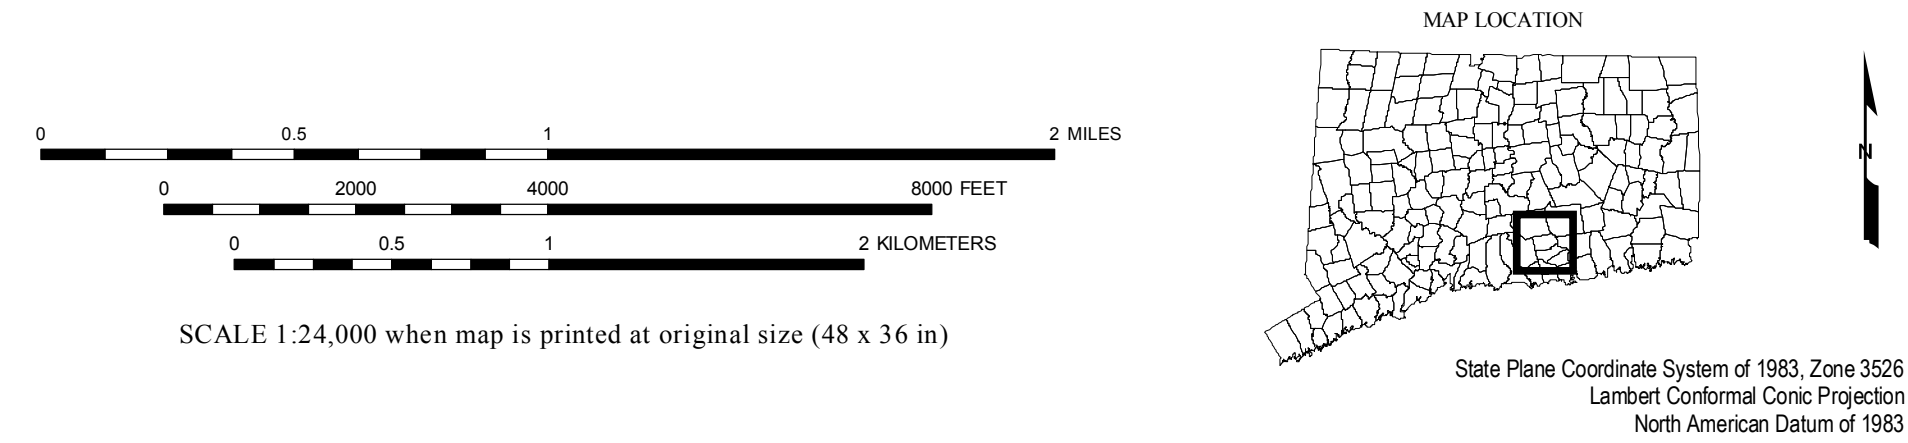 MAP LOCATION
0 0.5 1 2 MILES
0 2000 4000 8000 FEET
0 0.5 1 2 KILOMETERS
SCALE 1:24,000 when map is printed at original size (48 x 36 in)
N
State Plane Coordinate System of 1983, Zone 3526
Lambert Conformal Conic Projection
North American Datum of 1983